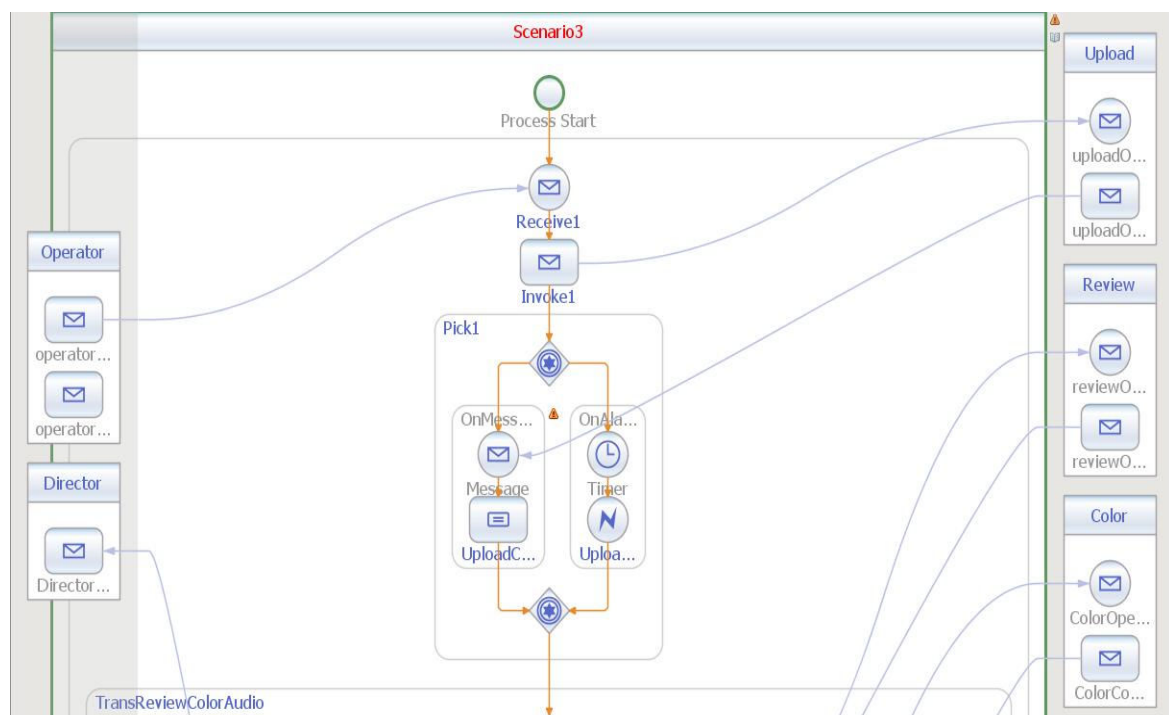 Scenario3
Process Start
Receive1
Invoke1
Pick1
OnMess...
OnAla...
Message
Timer
UploadC...
Uploa...
TransReviewColorAudio
Operator
operator...
operator...
Director
Director...
Upload
uploadO...
uploadO...
Review
reviewO...
reviewO...
Color
ColorOpe...
ColorCo...